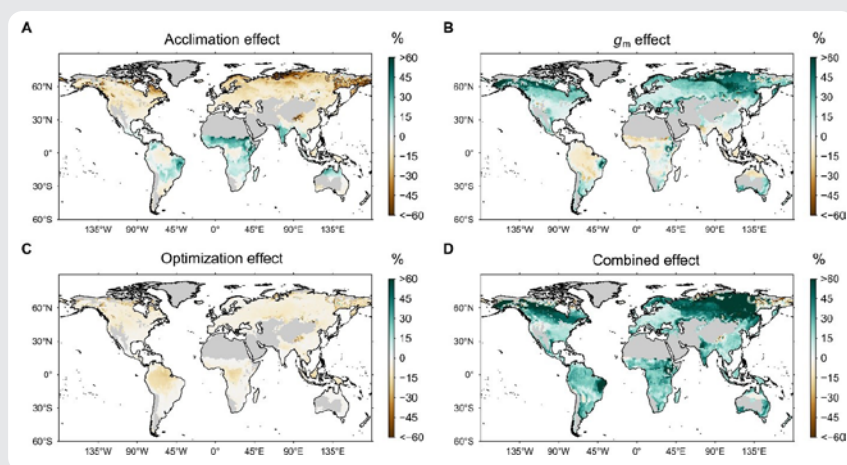 A
Acclimation effect
%
>60
45
30
15
0
−15
−30
−45
<−60
60°N
30°N
0°
30°S
60°S
135°W 90°W 45°W 0° 45°E 90°E 135°E
B
gm effect
%
>60
45
30
15
0
−15
−30
−45
<−60
60°N
30°N
0°
30°S
60°S
135°W 90°W 45°W 0° 45°E 90°E 135°E
C
Optimization effect
%
>60
45
30
15
0
−15
−30
−45
<−60
60°N
30°N
0°
30°S
60°S
135°W 90°W 45°W 0° 45°E 90°E 135°E
D
Combined effect
%
>60
45
30
15
0
−15
−30
−45
<−60
60°N
30°N
0°
30°S
60°S
135°W 90°W 45°W 0° 45°E 90°E 135°E